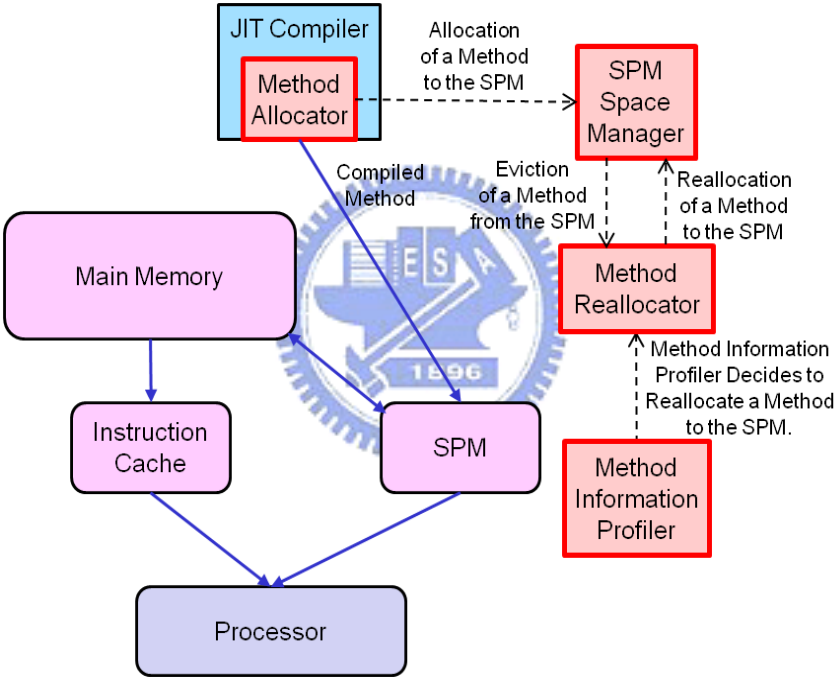 JIT Compiler
Method
Allocator
Allocation
of a Method
to the SPM
SPM
Space
Manager
Compiled
Method
Eviction
of a Method
from the SPM
Reallocation
of a Method
to the SPM
Main Memory
ESA
1896
Method
Reallocator
Method Information
Profiler Decides to
Reallocate a Method
to the SPM.
Instruction
Cache
SPM
Method
Information
Profiler
Processor